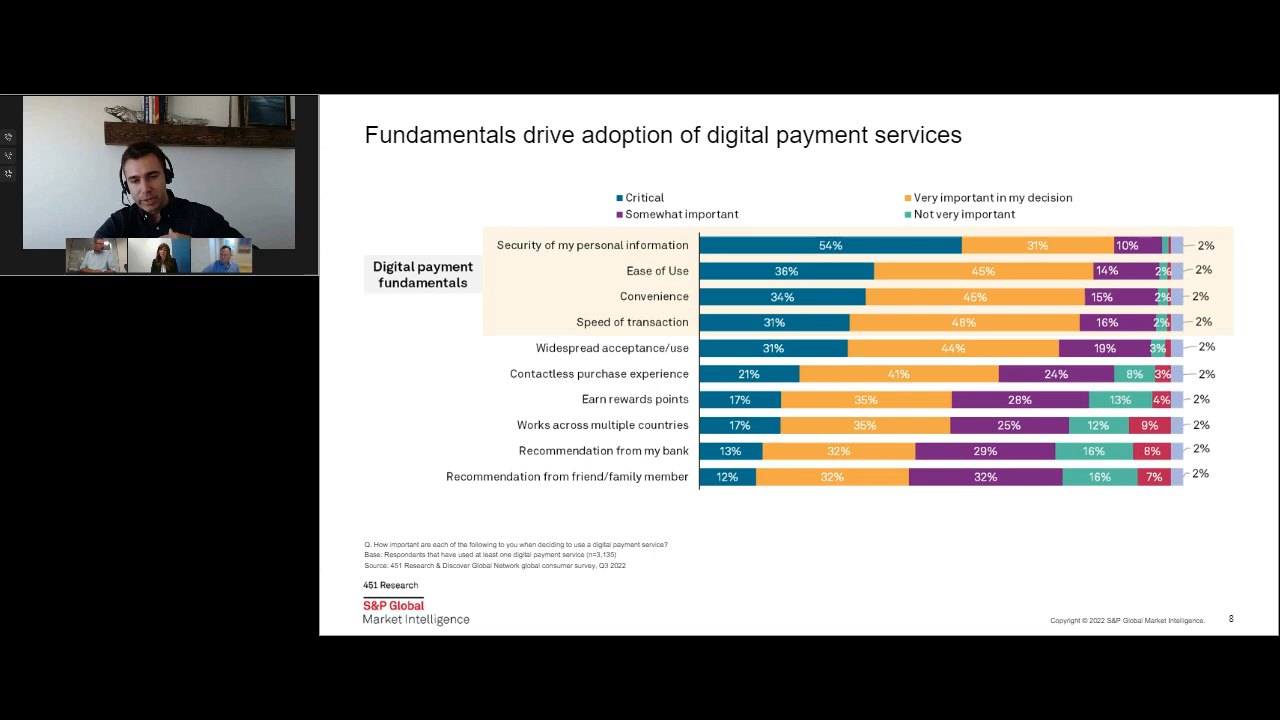 Fundamentals drive adoption of digital payment services
Critical
Very important in my decision
Somewhat important
Not very important
Digital payment
fundamentals
Security of my personal information 54% 31% 10% 2%
Ease of Use 36% 45% 14% 2% 2%
Convenience 34% 45% 15% 2% 2%
Speed of transaction 31% 48% 16% 2% 2%
Widespread acceptance/use 31% 44% 19% 3% 2%
Contactless purchase experience 21% 41% 24% 8% 3% 2%
Earn rewards points 17% 35% 28% 13% 4% 2%
Works across multiple countries 17% 35% 25% 12% 9% 2%
Recommendation from my bank 13% 32% 29% 16% 8% 2%
Recommendation from friend/family member 12% 32% 32% 16% 7% 2%
Q. How important are each of the following to you when deciding to use a digital payment service?
Base: Respondents that have used at least one digital payment service (n=3,135)
Source: 451 Research & Discover Global Network global consumer survey, Q3 2022
451 Research
S&P Global
Market Intelligence
Copyright © 2022 S&P Global Market Intelligence.
8